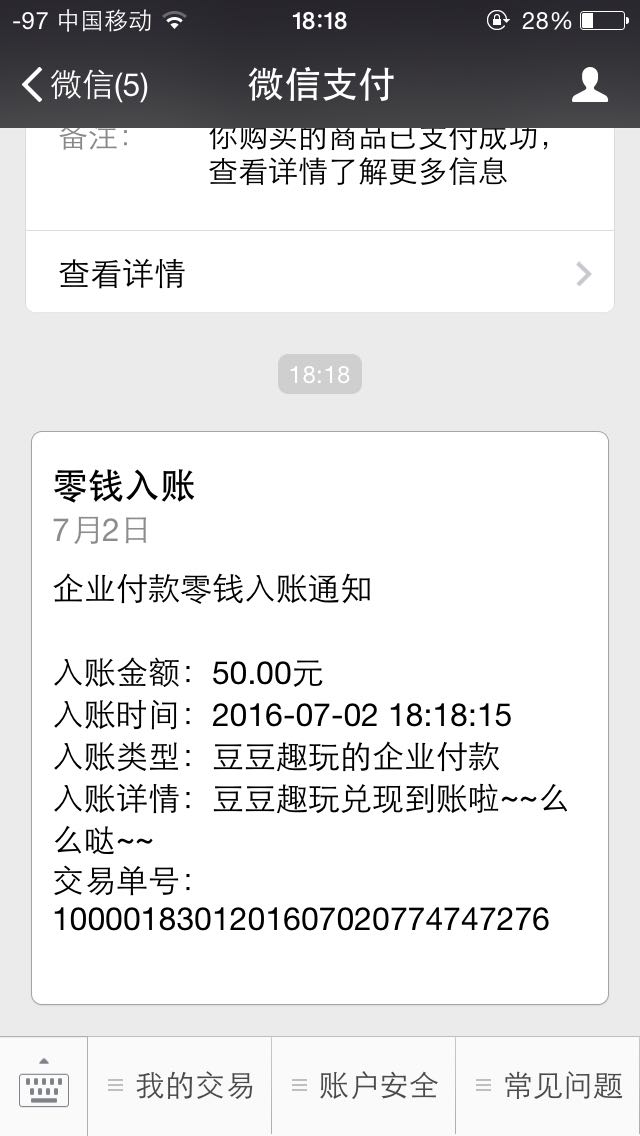 -97 中国移动 18:18 28%
微信(5) 微信支付
备注： 你购买的商品已支付成功，
查看详情了解更多信息
查看详情
18:18
零钱入账
7月2日
企业付款零钱入账通知
入账金额：50.00元
入账时间：2016-07-02 18:18:15
入账类型：豆豆趣玩的企业付款
入账详情：豆豆趣玩兑现到账啦~~么
么哒~~
交易单号：
1000018301201607020774747276
我的交易 账户安全 常见问题